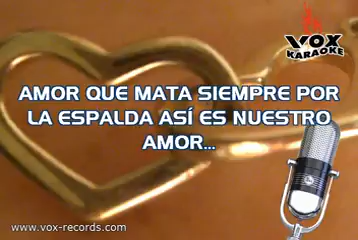 VOX
KARAOKE
AMOR QUE MATA SIEMPRE POR
LA ESPALDA ASÍ ES NUESTRO
AMOR...
www.vox-records.com